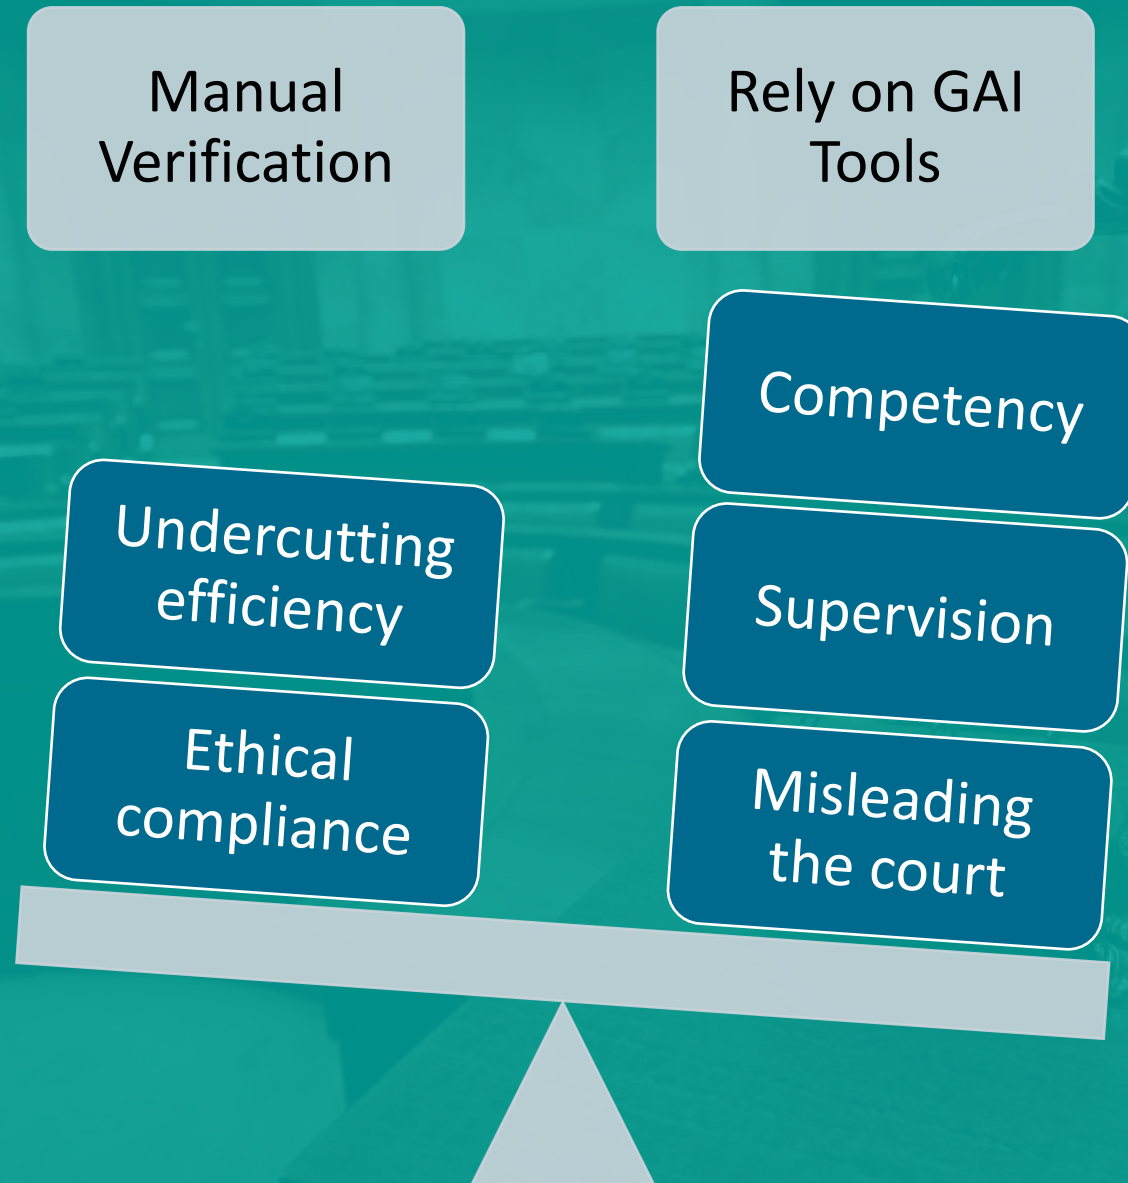 Manual
Verification
Rely on GAI
Tools
Undercutting
efficiency
Ethical
compliance
Competency
Supervision
Misleading
the court